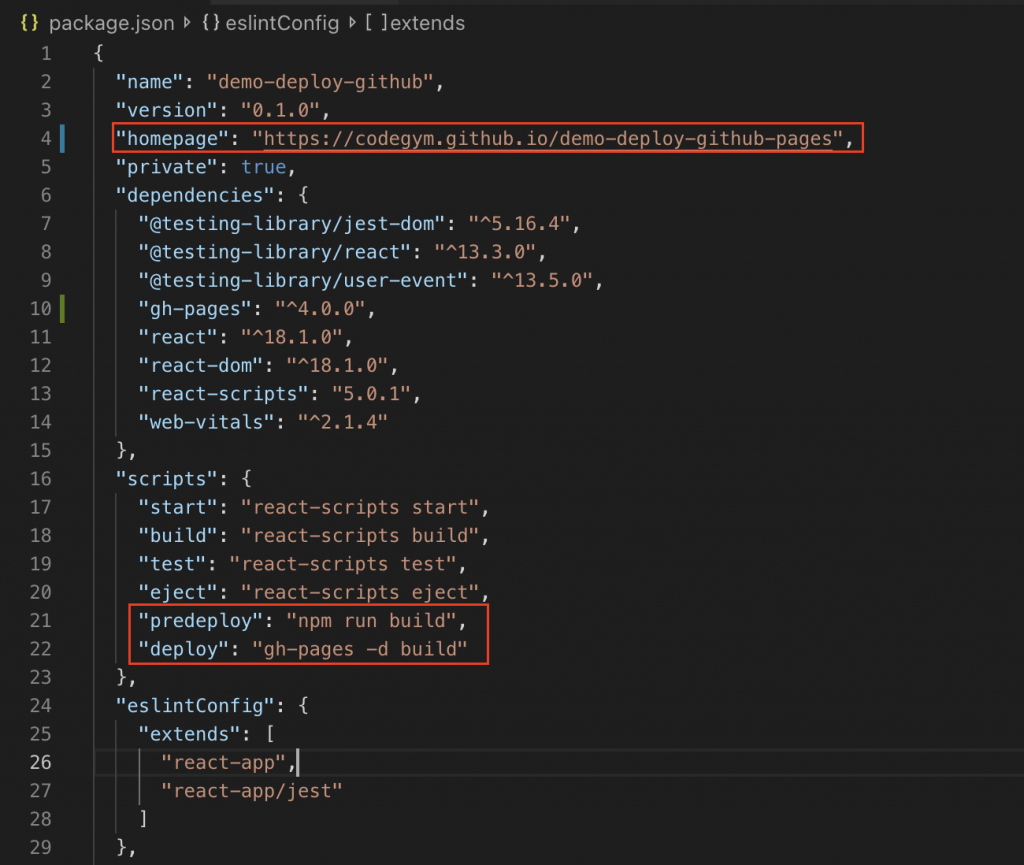 {} package.json {} eslintConfig [ ] extends
1 {
2 "name": "demo-deploy-github",
3 "version": "0.1.0",
4 "homepage": "https://codegym.github.io/demo-deploy-github-pages",
5 "private": true,
6 "dependencies": {
7 "@testing-library/jest-dom": "^5.16.4",
8 "@testing-library/react": "^13.3.0",
9 "@testing-library/user-event": "^13.5.0",
10 "gh-pages": "^4.0.0",
11 "react": "^18.1.0",
12 "react-dom": "^18.1.0",
13 "react-scripts": "5.0.1",
14 "web-vitals": "^2.1.4"
15 },
16 "scripts": {
17 "start": "react-scripts start",
18 "build": "react-scripts build",
19 "test": "react-scripts test",
20 "eject": "react-scripts eject",
21 "predeploy": "npm run build",
22 "deploy": "gh-pages -d build"
23 },
24 "eslintConfig": {
25 "extends": [
26 "react-app",
27 "react-app/jest"
28 ]
29 },